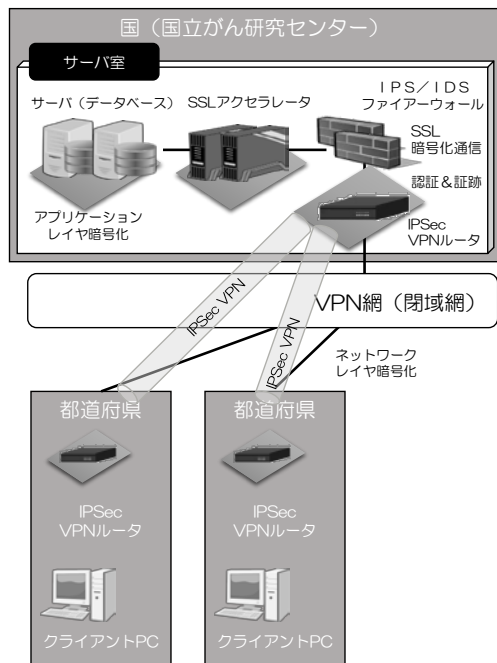 国（国立がん研究センター）
サーバ室
サーバ（データベース）
SSLアクセラレータ
ＩＰＳ／ＩＤＳ
ファイアーウォール
SSL
暗号化通信
認証＆証跡
アプリケーション
レイヤ暗号化
IPSec
VPNルータ
IPSec VPN
IPSec VPN
VPN網（閉域網）
ネットワーク
レイヤ暗号化
都道府県
IPSec
VPNルータ
クライアントPC
都道府県
IPSec
VPNルータ
クライアントPC